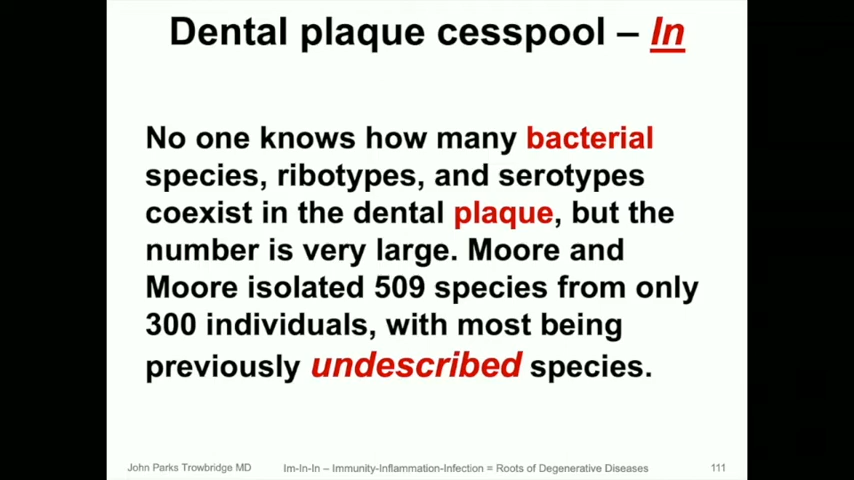 Dental plaque cesspool – In
No one knows how many bacterial
species, ribotypes, and serotypes
coexist in the dental plaque, but the
number is very large. Moore and
Moore isolated 509 species from only
300 individuals, with most being
previously undescribed species.
John Parks Trowbridge MD
Im-In-In – Immunity-Inflammation-Infection = Roots of Degenerative Diseases
111